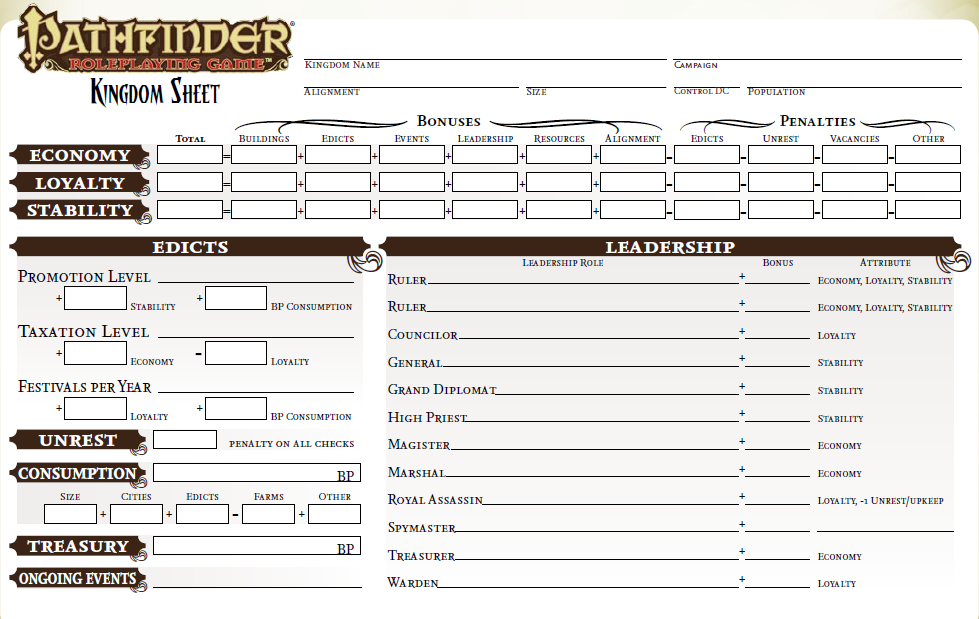 PATHFINDER®
ROLEPLAYING GAME™
KINGDOM SHEET
KINGDOM NAME CAMPAIGN
ALIGNMENT SIZE CONTROL DC POPULATION
BONUSES PENALTIES
TOTAL BUILDINGS EDICTS EVENTS LEADERSHIP RESOURCES ALIGNMENT EDICTS UNREST VACANCIES OTHER
ECONOMY = + + + + + - - - -
LOYALTY = + + + + + - - - -
STABILITY = + + + + + - - - -
EDICTS
PROMOTION LEVEL
+ STABILITY + BP CONSUMPTION
TAXATION LEVEL
+ ECONOMY - LOYALTY
FESTIVALS PER YEAR
+ LOYALTY + BP CONSUMPTION
UNREST PENALTY ON ALL CHECKS
CONSUMPTION BP
SIZE CITIES EDICTS FARMS OTHER
+ + - +
TREASURY BP
ONGOING EVENTS
LEADERSHIP
LEADERSHIP ROLE BONUS ATTRIBUTE
RULER + ECONOMY, LOYALTY, STABILITY
RULER + ECONOMY, LOYALTY, STABILITY
COUNCILOR + LOYALTY
GENERAL + STABILITY
GRAND DIPLOMAT + STABILITY
HIGH PRIEST + STABILITY
MAGISTER + ECONOMY
MARSHAL + ECONOMY
ROYAL ASSASSIN + LOYALTY, -1 UNREST/UPKEEP
SPYMASTER +
TREASURER + ECONOMY
WARDEN + LOYALTY